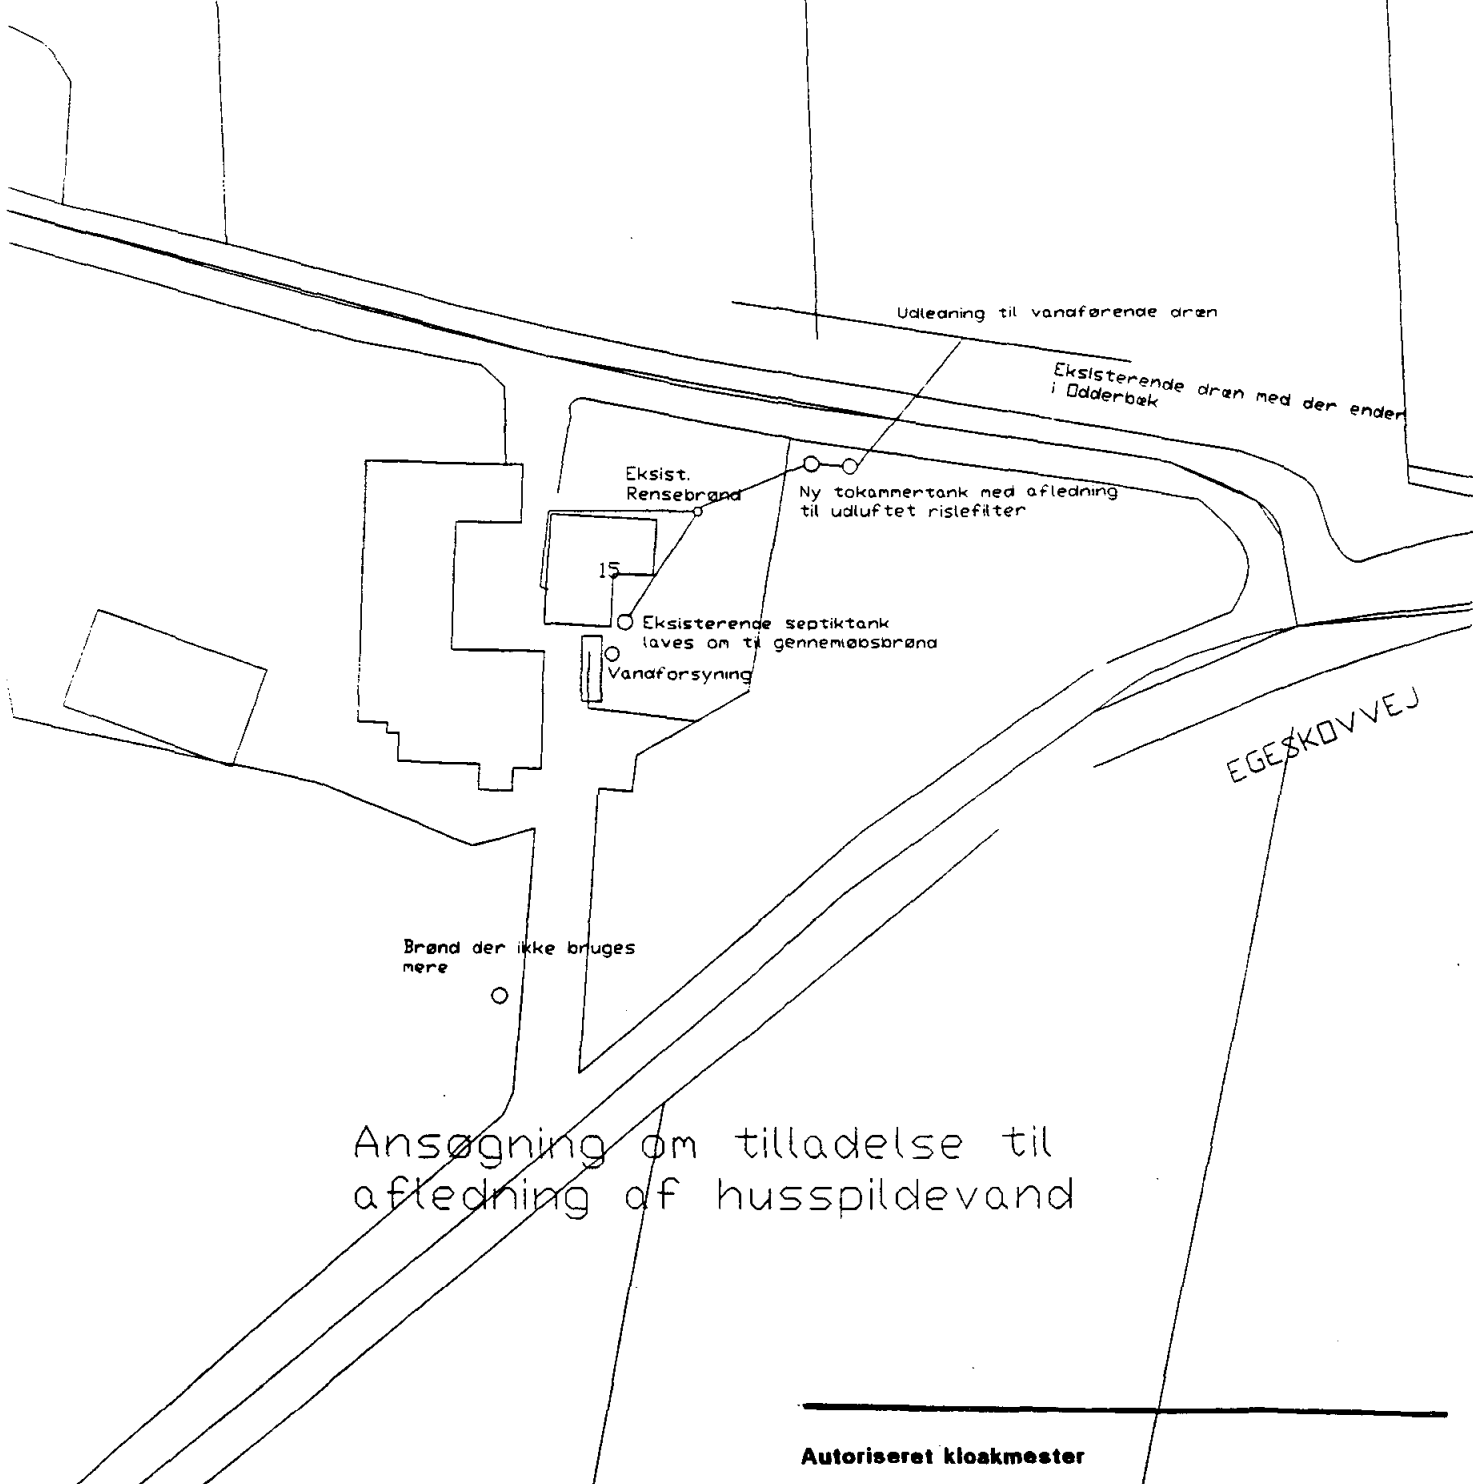 Udledning til vandførende dræn
Eksisterende dræn med der ender
i Odderbæk
Eksist.
Rensebrønd
Ny tokammertank med afledning
til udluftet rislefilter
15
Eksisterende septiktank
laves om til gennemløbsbrønd
Vandforsyning
EGESKOVVEJ
Brønd der ikke bruges
mere
Ansøgning om tilladelse til
afledning af husspildevand
Autoriseret kloakmester